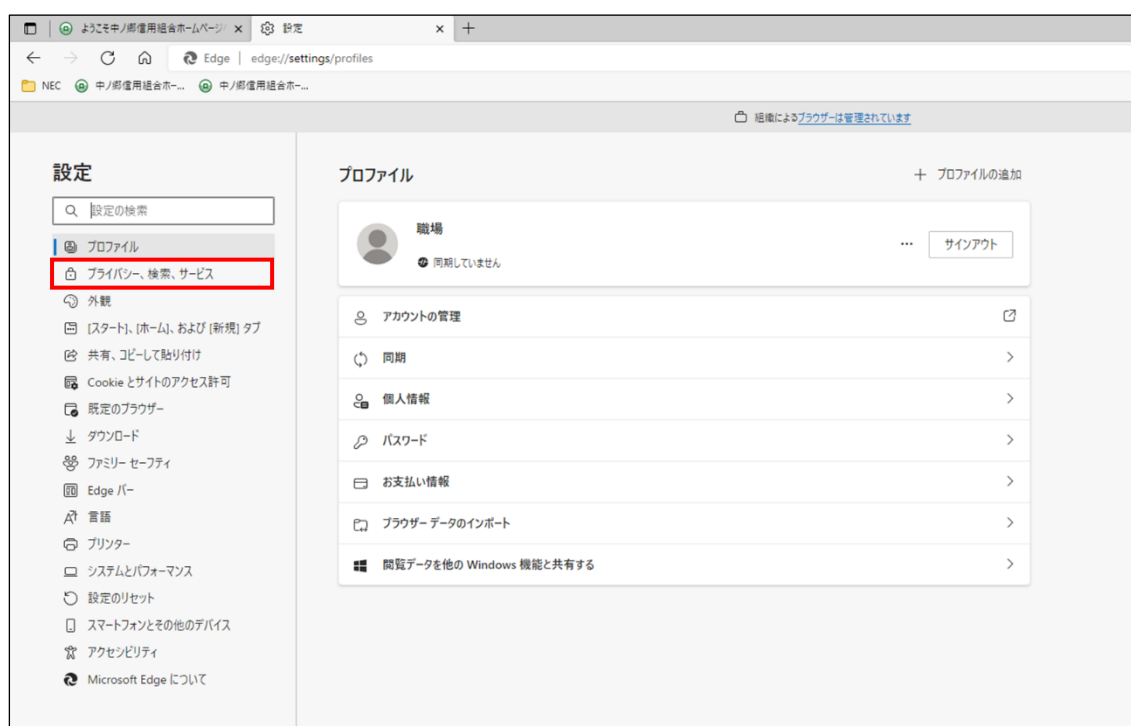 ようこそ中ノ郷信用組合ホームページ
設定
Edge
edge://settings/profiles
NEC
中ノ郷信用組合ホー...
中ノ郷信用組合ホー...
組織によるブラウザーは管理されています
設定
設定の検索
プロファイル
プライバシー、検索、サービス
外観
[スタート]、[ホーム]、および [新規] タブ
共有、コピーして貼り付け
Cookie とサイトのアクセス許可
既定のブラウザー
ダウンロード
ファミリー セーフティ
Edge バー
言語
プリンター
システムとパフォーマンス
設定のリセット
スマートフォンとその他のデバイス
アクセシビリティ
Microsoft Edge について
プロファイル
プロファイルの追加
職場
同期していません
サインアウト
アカウントの管理
同期
個人情報
パスワード
お支払い情報
ブラウザー データのインポート
閲覧データを他の Windows 機能と共有する